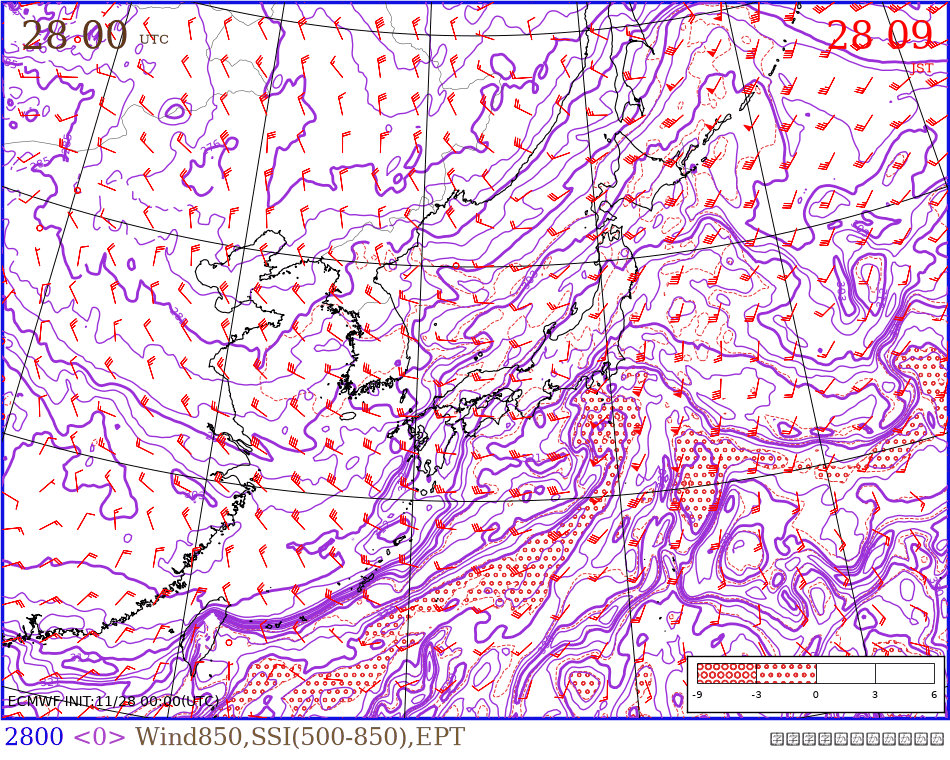 28 00 UTC
28 09
JST
ECMWF INIT:11/28 00:00(UTC)
-9 -3 0 3 6
2800 <0> Wind850,SSI(500-850),EPT